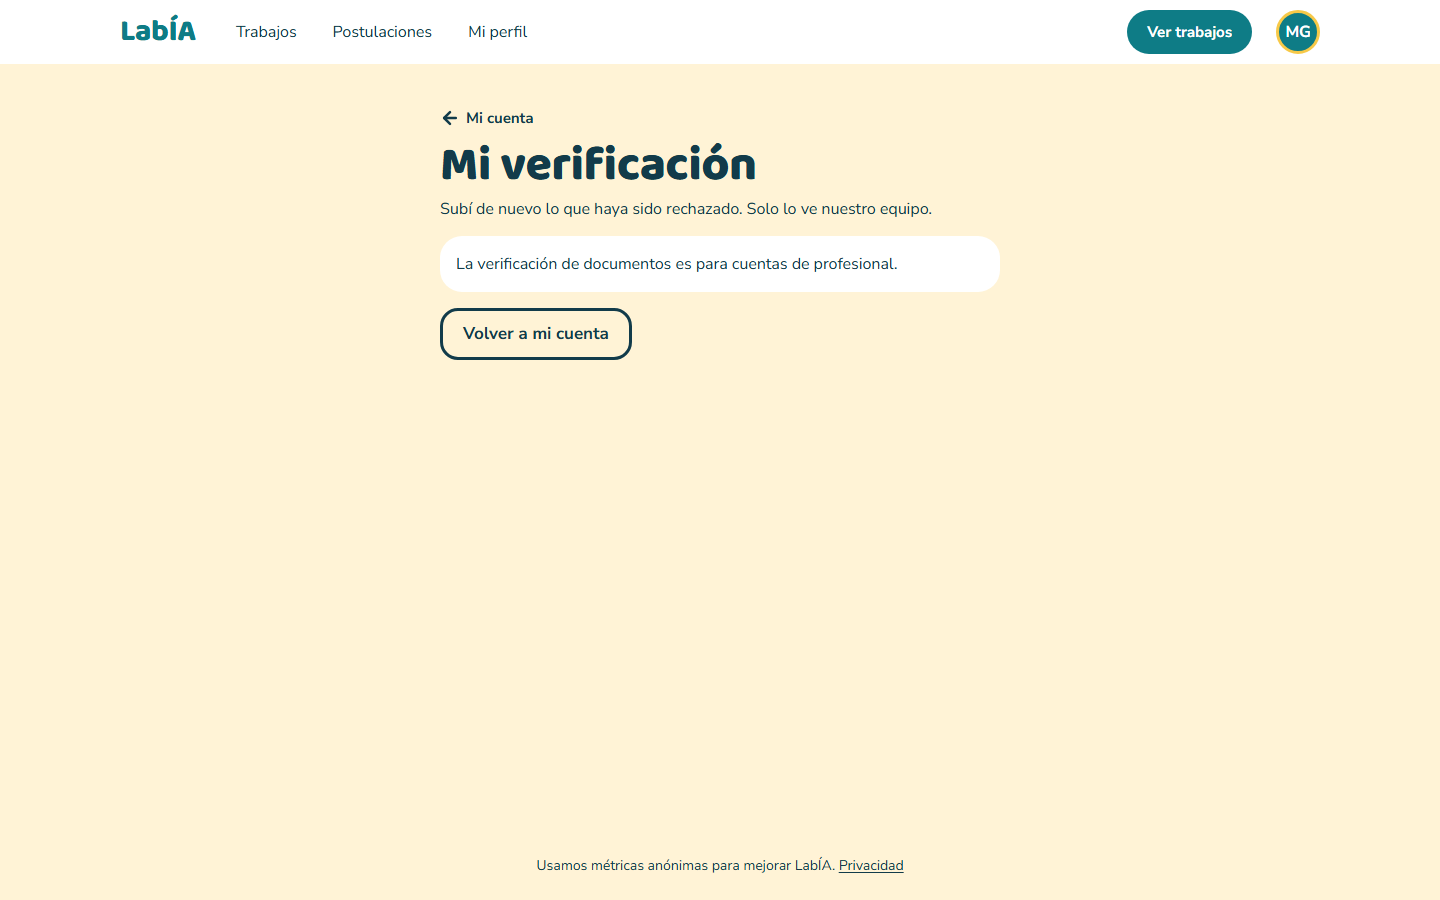 LabÍA
Trabajos
Postulaciones
Mi perfil
Ver trabajos
MG
Mi cuenta
Mi verificación
Subí de nuevo lo que haya sido rechazado. Solo lo ve nuestro equipo.
La verificación de documentos es para cuentas de profesional.
Volver a mi cuenta
Usamos métricas anónimas para mejorar LabÍA. Privacidad